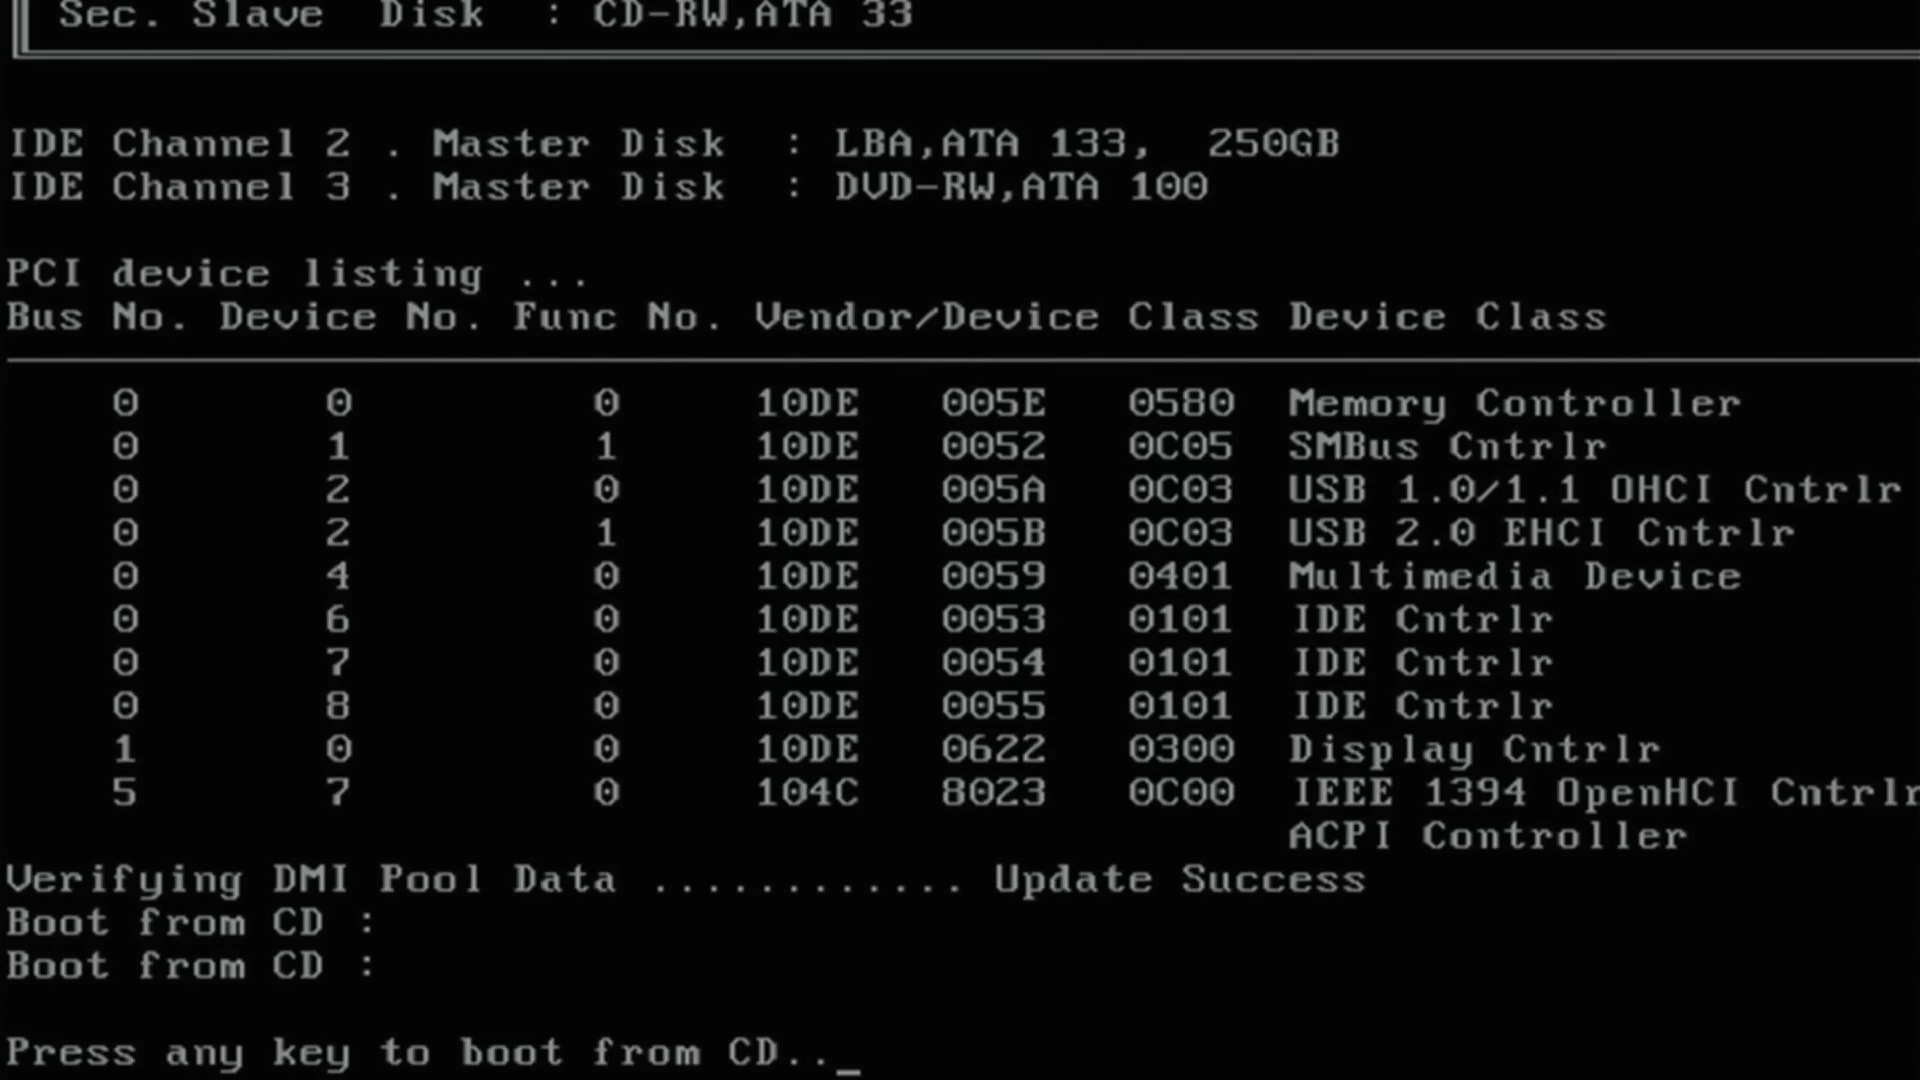 Sec. Slave Disk : CD-RW,ATA 33
IDE Channel 2 . Master Disk : LBA,ATA 133, 250GB
IDE Channel 3 . Master Disk : DVD-RW,ATA 100
PCI device listing ...
Bus No. Device No. Func No. Vendor/Device Class Device Class
0 0 0 10DE 005E 0580 Memory Controller
0 1 1 10DE 0052 0C05 SMBus Cntrlr
0 2 0 10DE 005A 0C03 USB 1.0/1.1 OHCI Cntrlr
0 2 1 10DE 005B 0C03 USB 2.0 EHCI Cntrlr
0 4 0 10DE 0059 0401 Multimedia Device
0 6 0 10DE 0053 0101 IDE Cntrlr
0 7 0 10DE 0054 0101 IDE Cntrlr
0 8 0 10DE 0055 0101 IDE Cntrlr
1 0 0 10DE 0622 0300 Display Cntrlr
5 7 0 104C 8023 0C00 IEEE 1394 OpenHCI Cntrlr
ACPI Controller
Verifying DMI Pool Data ............ Update Success
Boot from CD :
Boot from CD :
Press any key to boot from CD.._